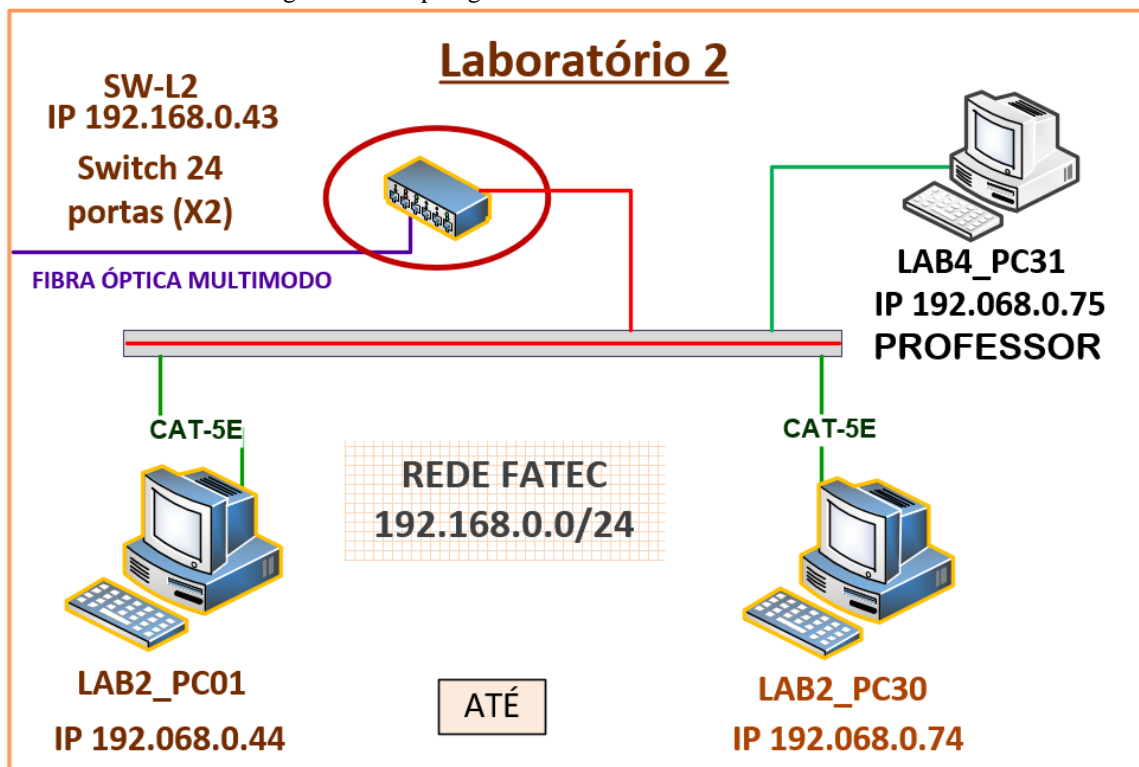 Laboratório 2
SW-L2
IP 192.168.0.43
Switch 24
portas (X2)
FIBRA ÓPTICA MULTIMODO
LAB4_PC31
IP 192.068.0.75
PROFESSOR
CAT-5E
CAT-5E
REDE FATEC
192.168.0.0/24
LAB2_PC01
IP 192.068.0.44
ATÉ
LAB2_PC30
IP 192.068.0.74